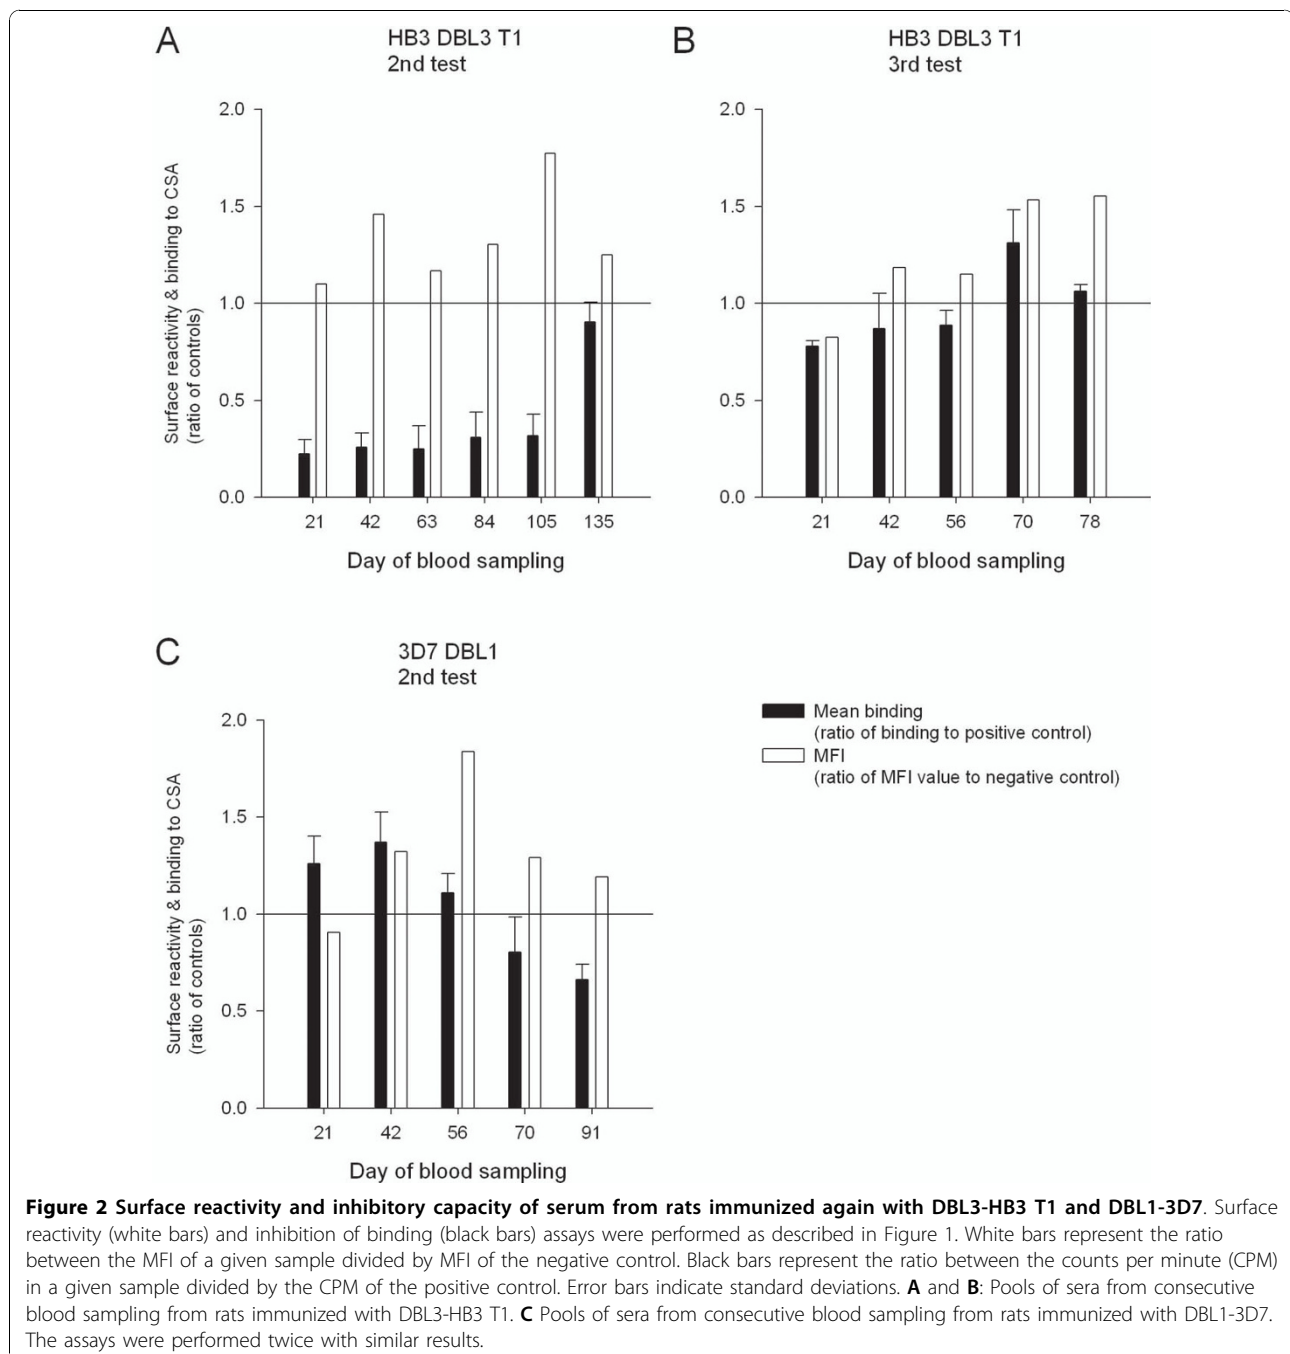 A
HB3 DBL3 T1
2nd test
Surface reactivity & binding to CSA
(ratio of controls)
2.0
1.5
1.0
0.5
0.0
21 42 63 84 105 135
Day of blood sampling
B
HB3 DBL3 T1
3rd test
2.0
1.5
1.0
0.5
0.0
21 42 56 70 78
Day of blood sampling
C
3D7 DBL1
2nd test
Surface reactivity & binding to CSA
(ratio of controls)
2.0
1.5
1.0
0.5
0.0
21 42 56 70 91
Day of blood sampling
Mean binding
(ratio of binding to positive control)
MFI
(ratio of MFI value to negative control)
Figure 2 Surface reactivity and inhibitory capacity of serum from rats immunized again with DBL3-HB3 T1 and DBL1-3D7. Surface
reactivity (white bars) and inhibition of binding (black bars) assays were performed as described in Figure 1. White bars represent the ratio
between the MFI of a given sample divided by MFI of the negative control. Black bars represent the ratio between the counts per minute (CPM)
in a given sample divided by the CPM of the positive control. Error bars indicate standard deviations. A and B: Pools of sera from consecutive
blood sampling from rats immunized with DBL3-HB3 T1. C Pools of sera from consecutive blood sampling from rats immunized with DBL1-3D7.
The assays were performed twice with similar results.